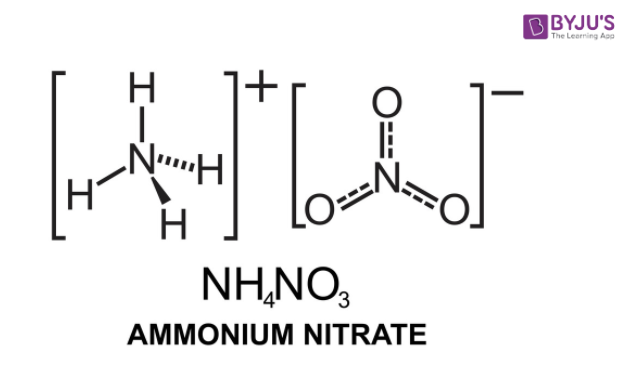 BYJU'S
The Learning App
H + O −
N H N
H H O O
NH₄NO₃
AMMONIUM NITRATE